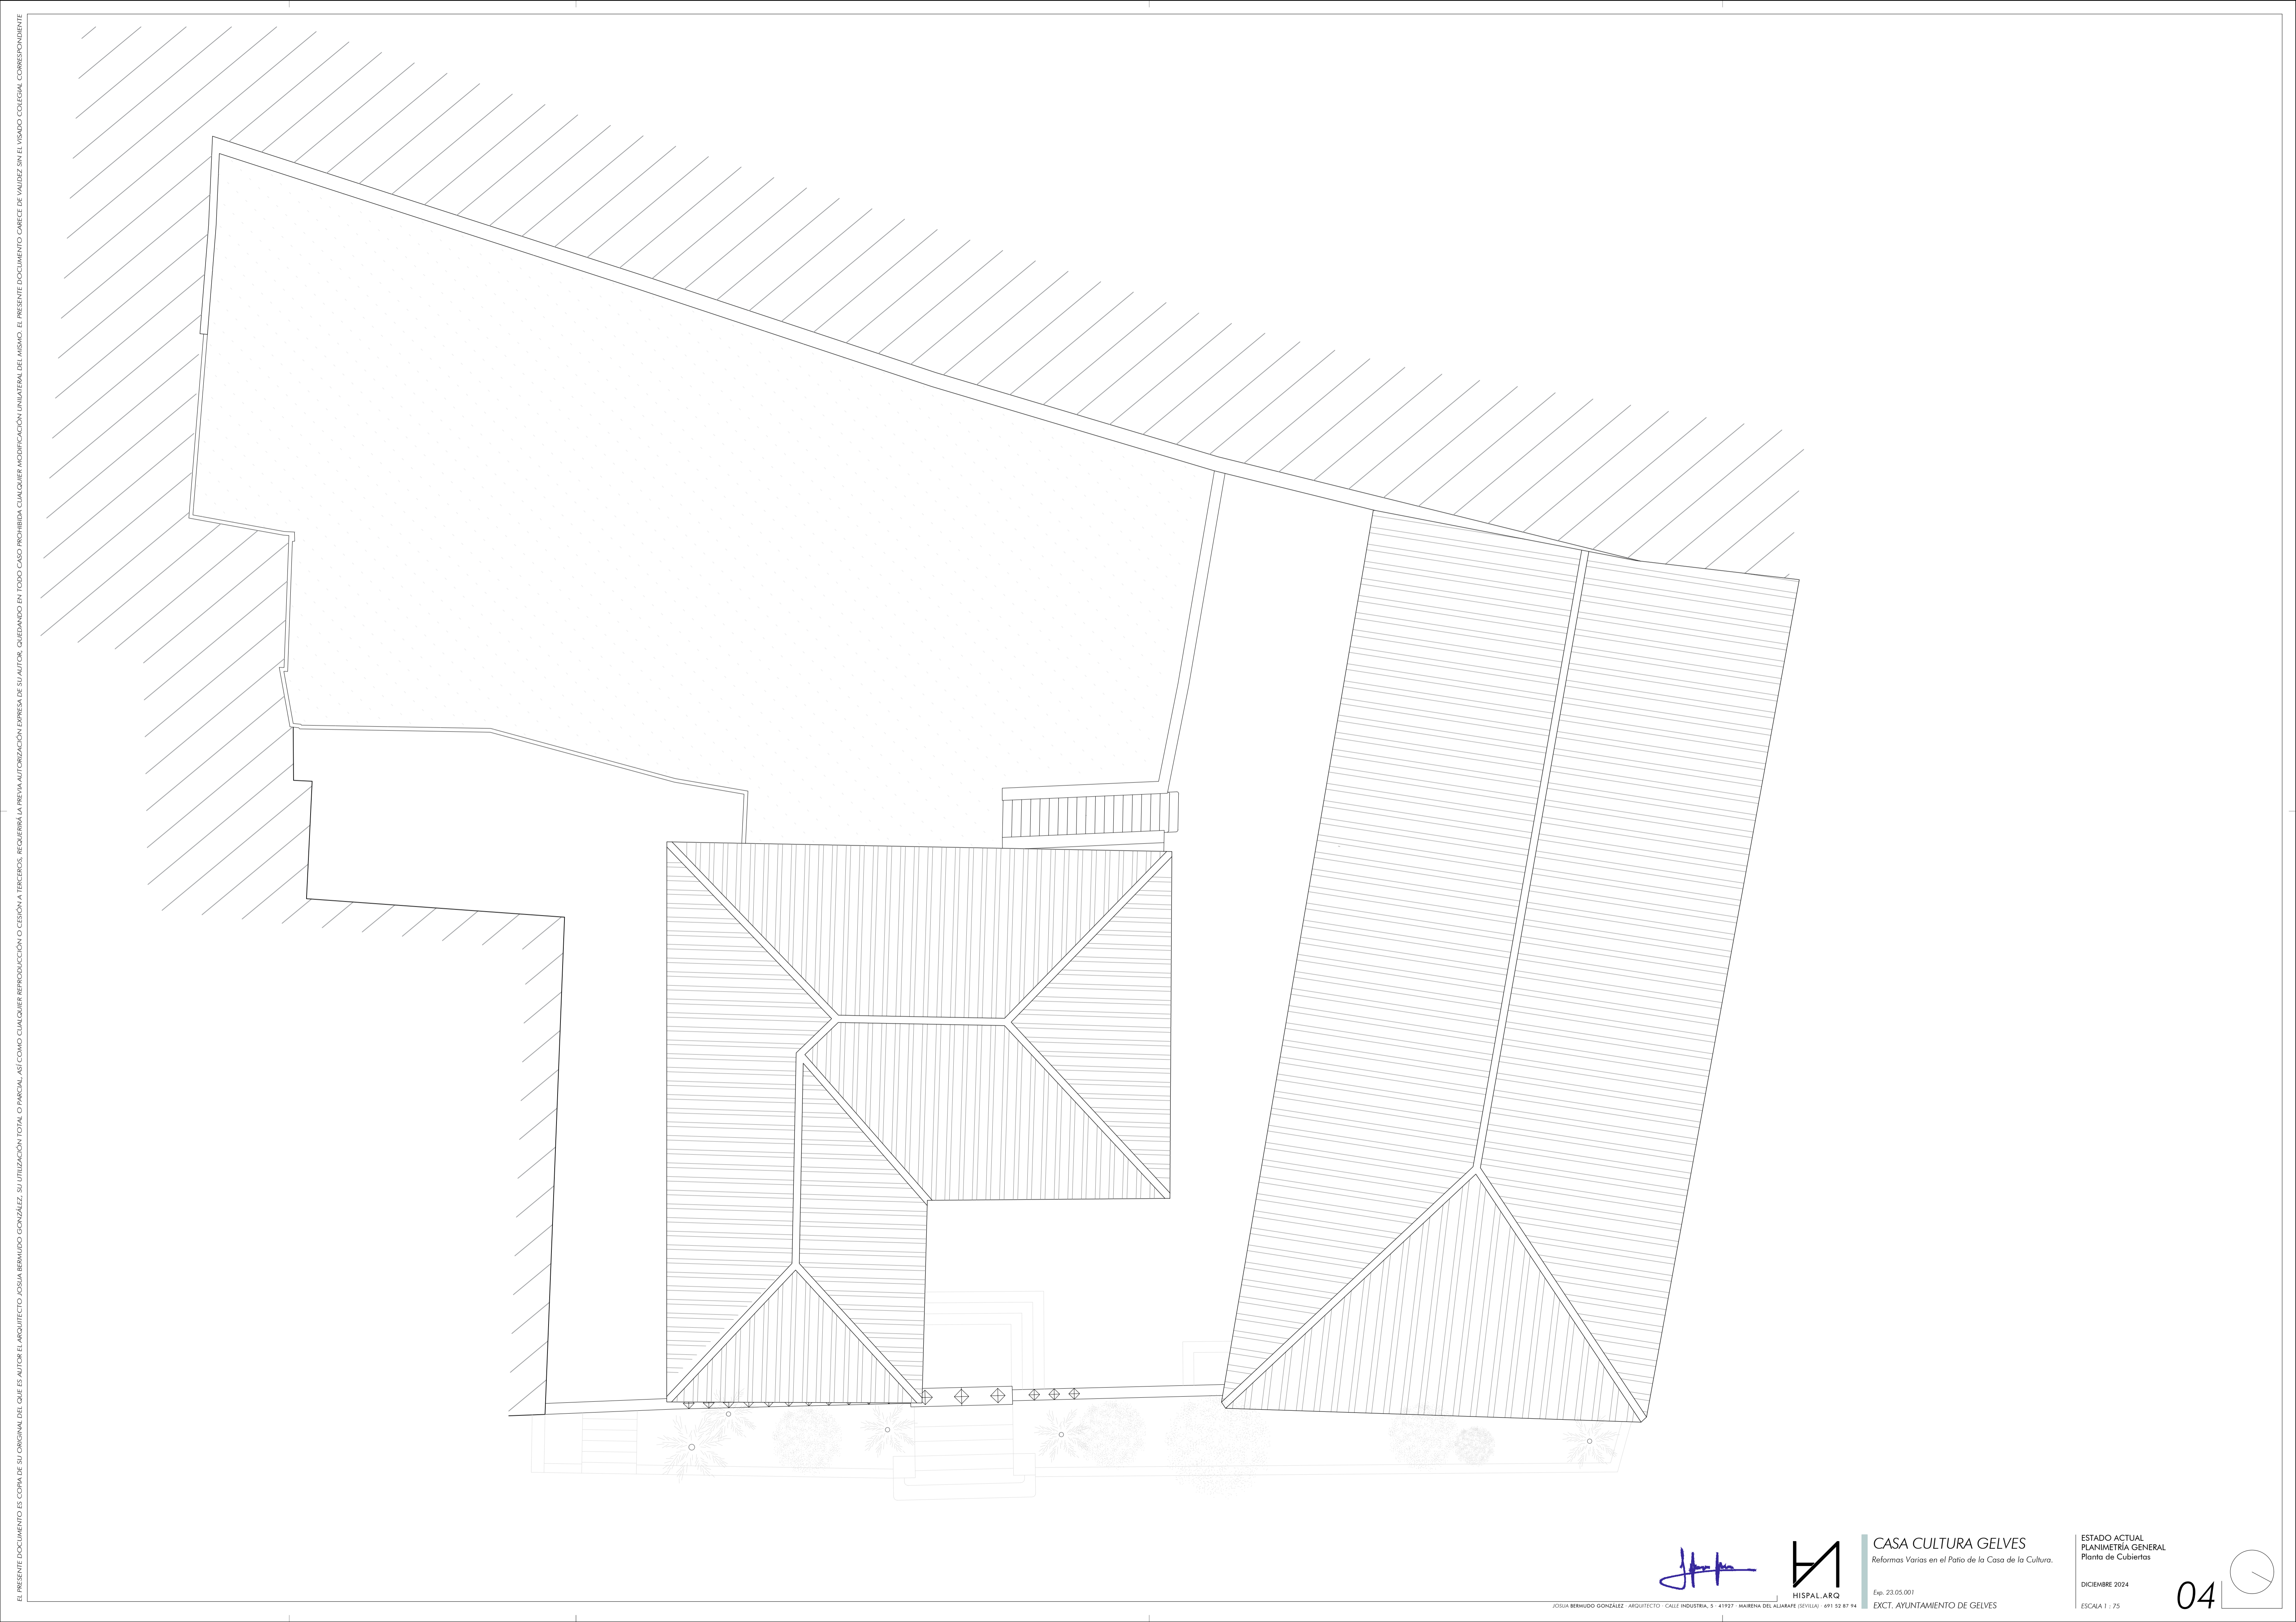 EL PRESENTE DOCUMENTO ES COPIA DE SU ORIGINAL DEL QUE ES AUTOR EL ARQUITECTO JOSUA BERMUDO GONZÁLEZ. SU UTILIZACIÓN TOTAL O PARCIAL, ASÍ COMO CUALQUIER REPRODUCCIÓN O CESIÓN A TERCEROS, REQUERIRÁ LA PREVIA AUTORIZACIÓN EXPRESA DE SU AUTOR, QUEDANDO EN TODO CASO PROHIBIDA CUALQUIER MODIFICACIÓN UNILATERAL DEL MISMO. EL PRESENTE DOCUMENTO CARECE DE VALIDEZ SIN EL VISADO COLEGIAL CORRESPONDIENTE
HISPAL.ARQ
JOSUA BERMUDO GONZÁLEZ · ARQUITECTO · CALLE INDUSTRIA, 5 · 41927 · MAIRENA DEL ALJARAFE (SEVILLA) · 691 52 87 94
CASA CULTURA GELVES
Reformas Varias en el Patio de la Casa de la Cultura.
Exp. 23.05.001
EXCT. AYUNTAMIENTO DE GELVES
ESTADO ACTUAL
PLANIMETRÍA GENERAL
Planta de Cubiertas
DICIEMBRE 2024
ESCALA 1 : 75
04